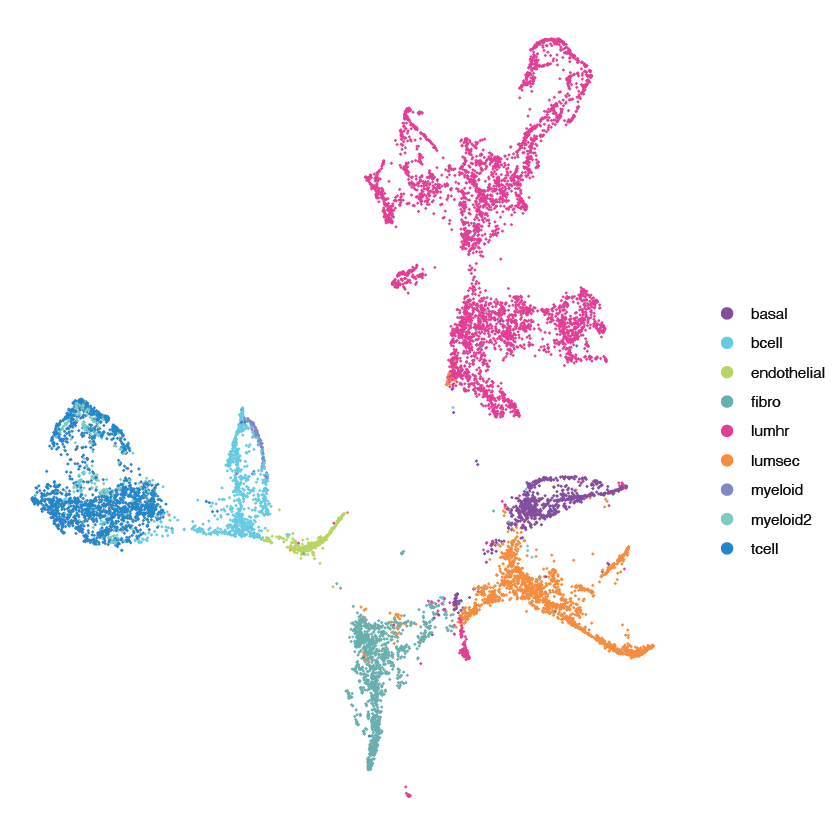 basal
bcell
endothelial
fibro
lumhr
lumsec
myeloid
myeloid2
tcell